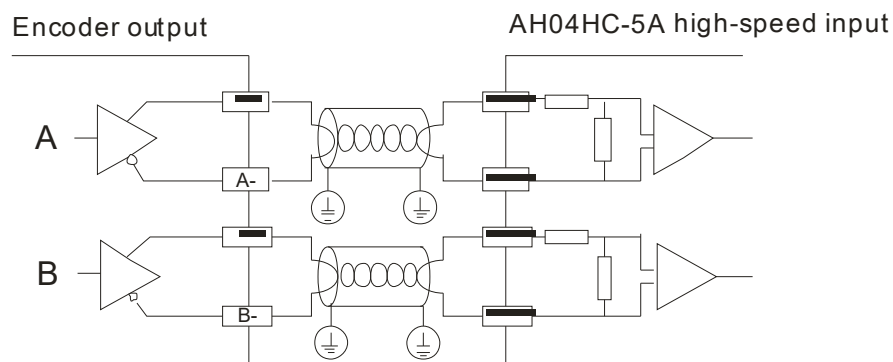 Encoder output
AH04HC-5A high-speed input
A
A-
B
B-